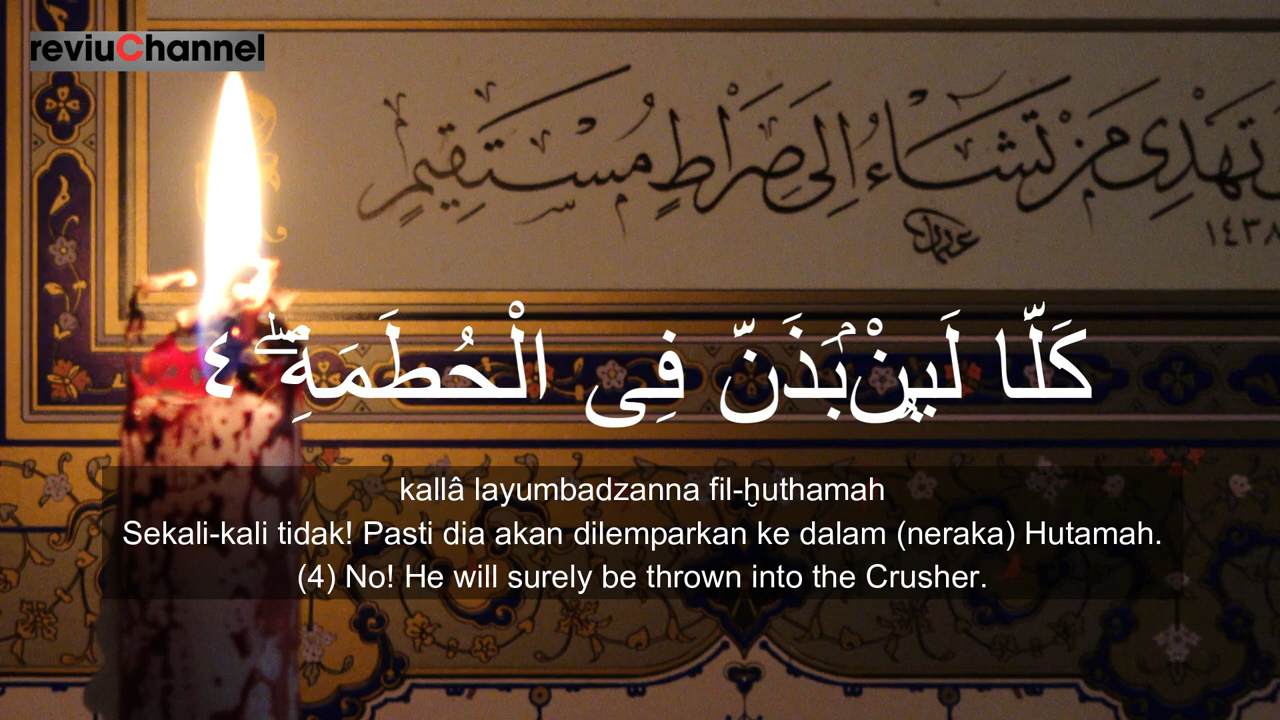 reviuChannel
تَهْدِى مَنْ تَشَاءُ إِلَى صِرَاطٍ مُسْتَقِيمٍ
١٤٣٨
كَلَّا لَيُنْۢبَذَنَّ فِى الْحُطَمَةِۖ ٤
kallâ layumbadzanna fil-ḫuthamah
Sekali-kali tidak! Pasti dia akan dilemparkan ke dalam (neraka) Hutamah.
(4) No! He will surely be thrown into the Crusher.